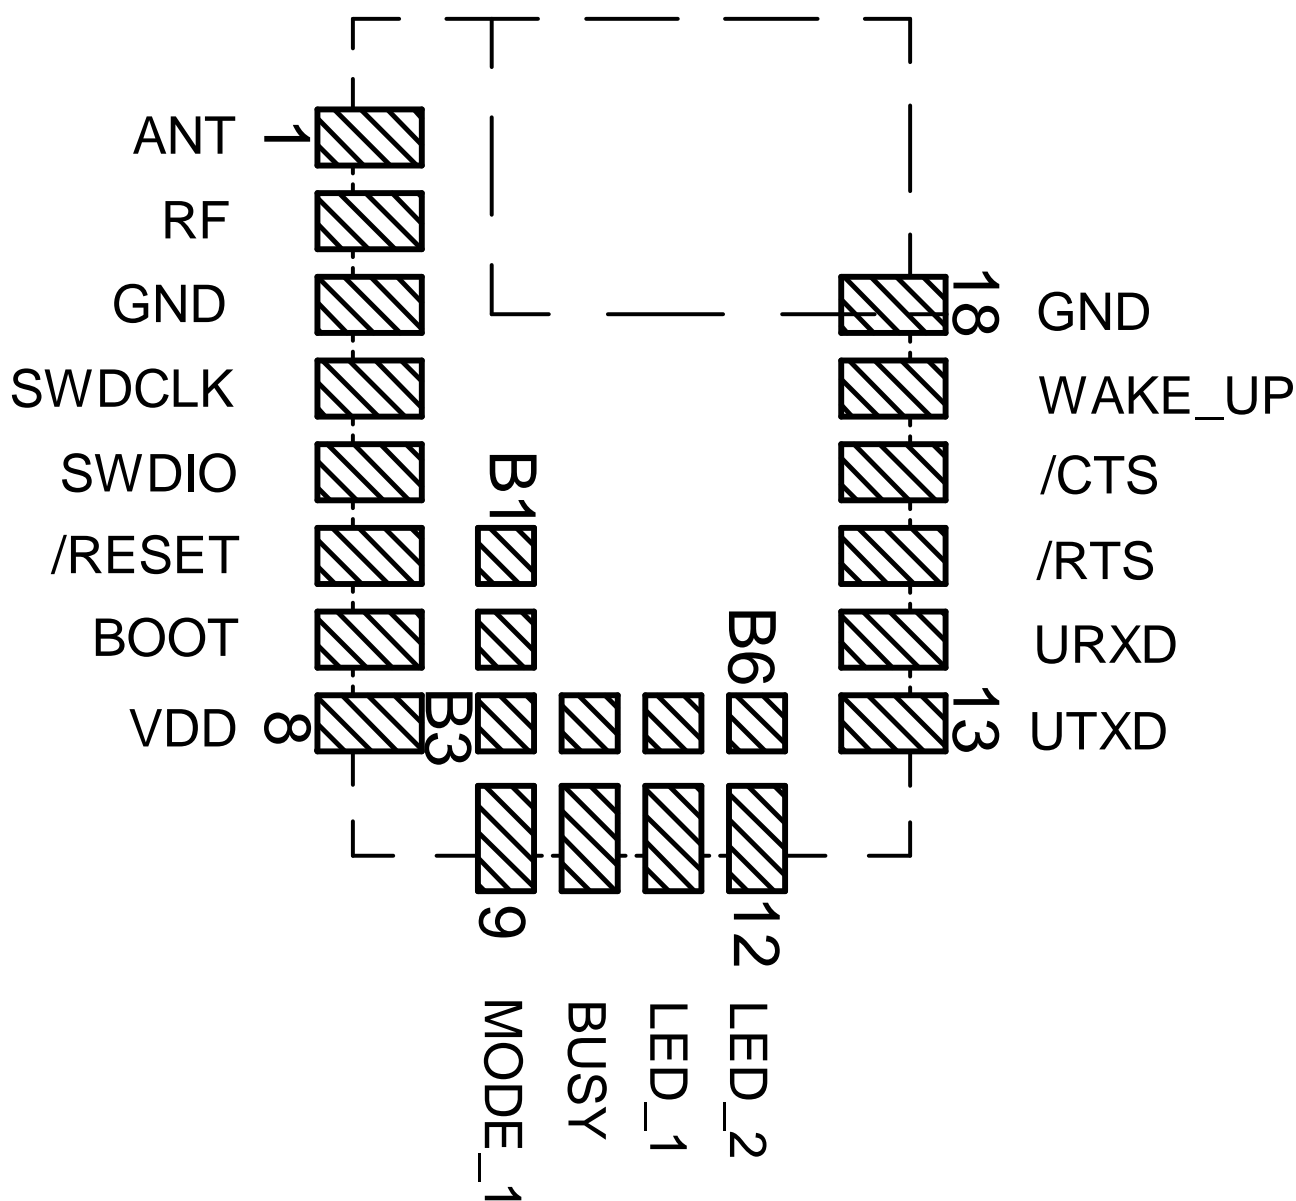 ANT 1
RF
GND
SWDCLK
SWDIO
/RESET
BOOT
VDD 8
B1
B3
B6
18 GND
WAKE_UP
/CTS
/RTS
URXD
13 UTXD
9
12
MODE_1
BUSY
LED_1
LED_2